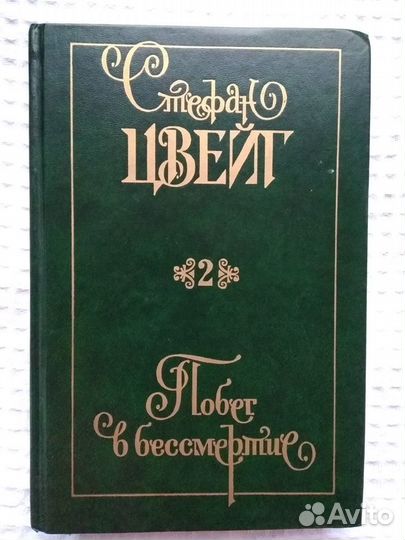 Стефан
ЦВЕЙГ
2
Побег
в бессмертие
Avito